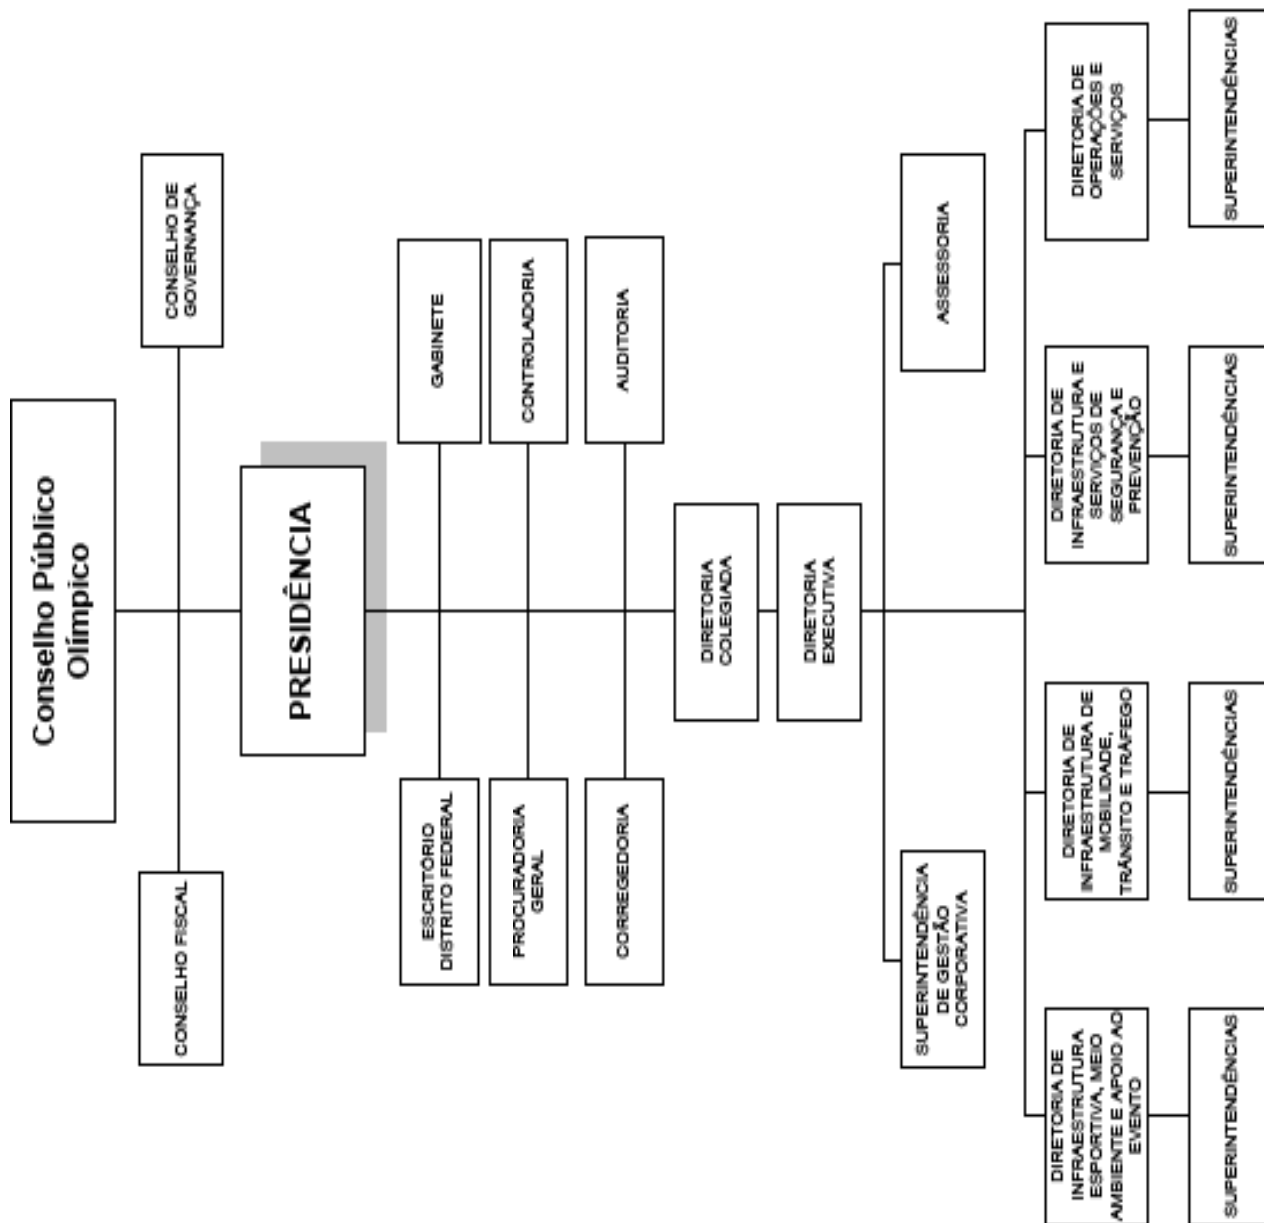 Conselho Público
Olímpico
CONSELHO FISCAL
CONSELHO DE
GOVERNANÇA
PRESIDÊNCIA
ESCRITÓRIO
DISTRITO FEDERAL
GABINETE
PROCURADORIA
GERAL
CONTROLADORIA
CORREGEDORIA
AUDITORIA
DIRETORIA
COLEGIADA
DIRETORIA
EXECUTIVA
SUPERINTENDÊNCIA
DE GESTÃO
CORPORATIVA
ASSESSORIA
DIRETORIA DE
INFRAESTRUTURA
ESPORTIVA, MEIO
AMBIENTE E APOIO AO
EVENTO
DIRETORIA DE
INFRAESTRUTURA DE
MOBILIDADE,
TRÂNSITO E TRÁFEGO
DIRETORIA DE
INFRAESTRUTURA E
SERVIÇOS DE
SEGURANÇA E
PREVENÇÃO
DIRETORIA DE
OPERAÇÕES E
SERVIÇOS
SUPERINTENDÊNCIAS
SUPERINTENDÊNCIAS
SUPERINTENDÊNCIAS
SUPERINTENDÊNCIAS